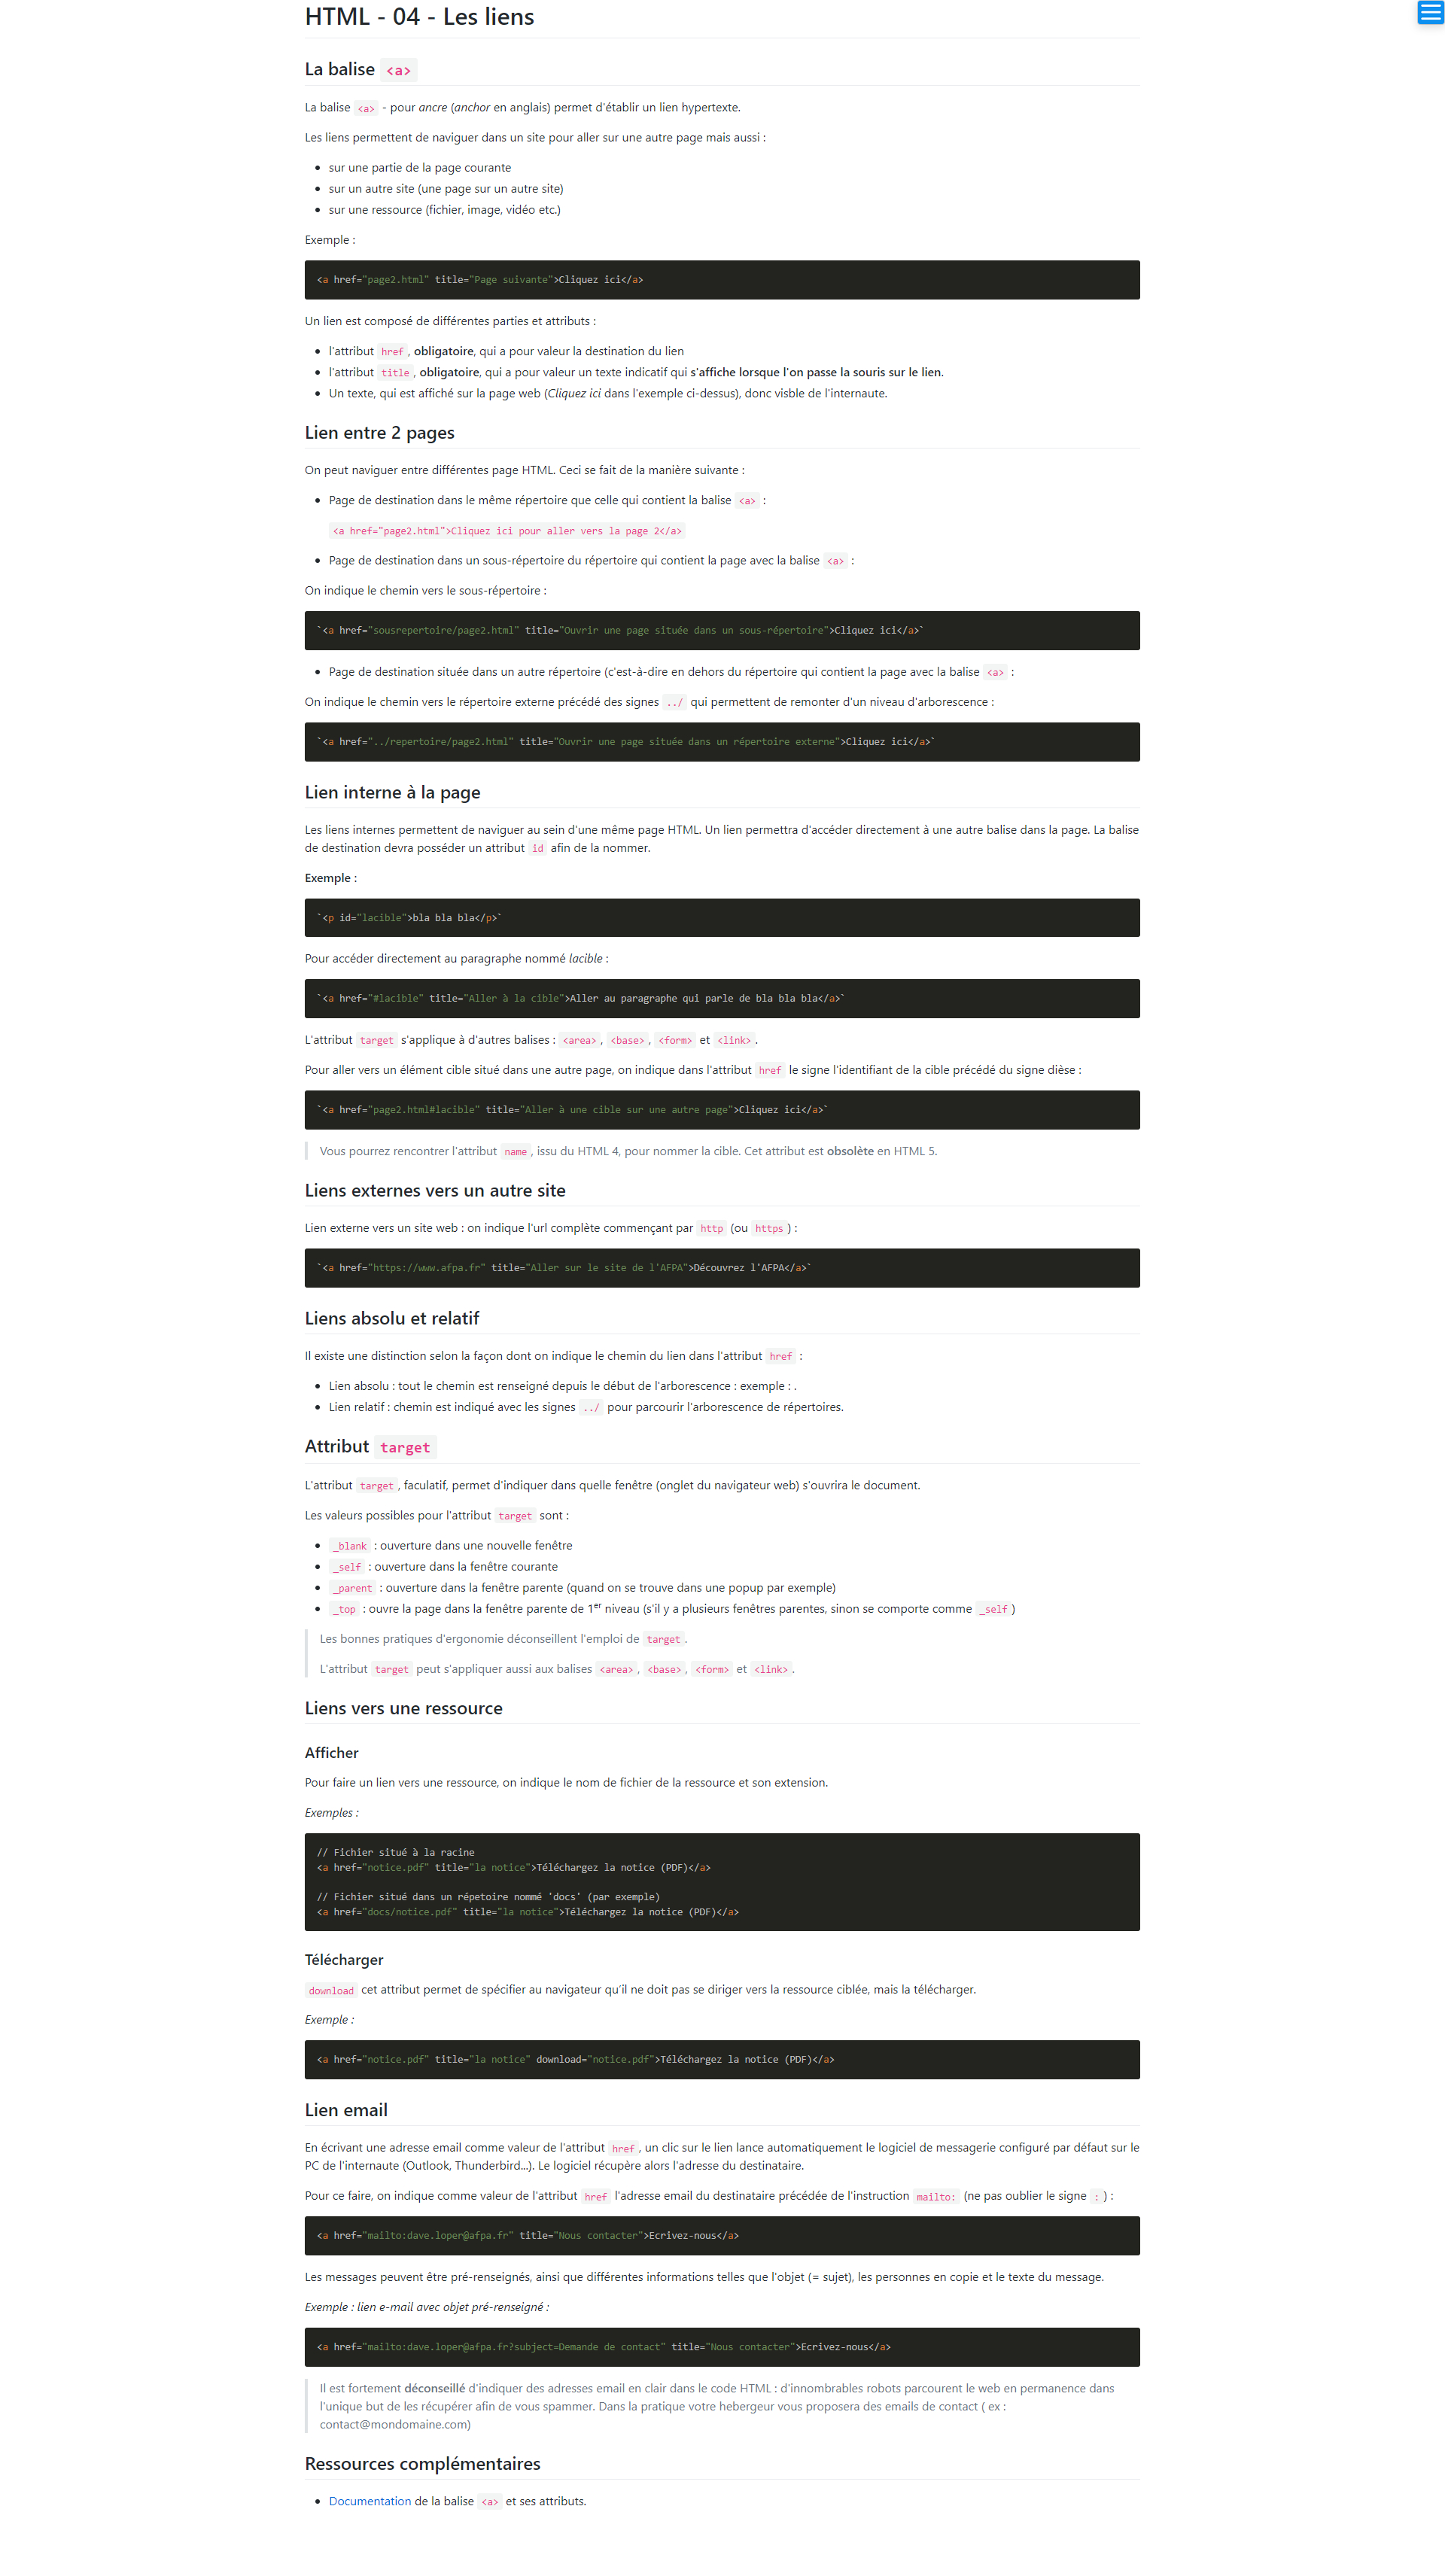 HTML - 04 - Les liens
La balise <a>
La balise <a> - pour ancre (anchor en anglais) permet d'établir un lien hypertexte.
Les liens permettent de naviguer dans un site pour aller sur une autre page mais aussi :
• sur une partie de la page courante
• sur un autre site (une page sur un autre site)
• sur une ressource (fichier, image, vidéo etc.)
Exemple :
<a href="page2.html" title="Page suivante">Cliquez ici</a>
Un lien est composé de différentes parties et attributs :
• l'attribut href, obligatoire, qui a pour valeur la destination du lien
• l'attribut title, obligatoire, qui a pour valeur un texte indicatif qui s'affiche lorsque l'on passe la souris sur le lien.
• Un texte, qui est affiché sur la page web (Cliquez ici dans l'exemple ci-dessus), donc visble de l'internaute.
Lien entre 2 pages
On peut naviguer entre différentes page HTML. Ceci se fait de la manière suivante :
• Page de destination dans le même répertoire que celle qui contient la balise <a> :
<a href="page2.html">Cliquez ici pour aller vers la page 2</a>
• Page de destination dans un sous-répertoire du répertoire qui contient la page avec la balise <a> :
On indique le chemin vers le sous-répertoire :
`<a href="sousrepertoire/page2.html" title="Ouvrir une page située dans un sous-répertoire">Cliquez ici</a>`
• Page de destination située dans un autre répertoire (c'est-à-dire en dehors du répertoire qui contient la page avec la balise <a> :
On indique le chemin vers le répertoire externe précédé des signes ../ qui permettent de remonter d'un niveau d'arborescence :
`<a href="../repertoire/page2.html" title="Ouvrir une page située dans un répertoire externe">Cliquez ici</a>`
Lien interne à la page
Les liens internes permettent de naviguer au sein d'une même page HTML. Un lien permettra d'accéder directement à une autre balise dans la page. La balise
de destination devra posséder un attribut id afin de la nommer.
Exemple :
`<p id="lacible">bla bla bla</p>`
Pour accéder directement au paragraphe nommé lacible :
`<a href="#lacible" title="Aller à la cible">Aller au paragraphe qui parle de bla bla bla</a>`
L'attribut target s'applique à d'autres balises : <area>, <base>, <form> et <link>.
Pour aller vers un élément cible situé dans une autre page, on indique dans l'attribut href le signe l'identifiant de la cible précédé du signe dièse :
`<a href="page2.html#lacible" title="Aller à une cible sur une autre page">Cliquez ici</a>`
Vous pourrez rencontrer l'attribut name, issu du HTML 4, pour nommer la cible. Cet attribut est obsolète en HTML 5.
Liens externes vers un autre site
Lien externe vers un site web : on indique l'url complète commençant par http (ou https) :
`<a href="https://www.afpa.fr" title="Aller sur le site de l'AFPA">Découvrez l'AFPA</a>`
Liens absolu et relatif
Il existe une distinction selon la façon dont on indique le chemin du lien dans l'attribut href :
• Lien absolu : tout le chemin est renseigné depuis le début de l'arborescence : exemple : .
• Lien relatif : chemin est indiqué avec les signes ../ pour parcourir l'arborescence de répertoires.
Attribut target
L'attribut target, faculatif, permet d'indiquer dans quelle fenêtre (onglet du navigateur web) s'ouvrira le document.
Les valeurs possibles pour l'attribut target sont :
• _blank : ouverture dans une nouvelle fenêtre
• _self : ouverture dans la fenêtre courante
• _parent : ouverture dans la fenêtre parente (quand on se trouve dans une popup par exemple)
• _top : ouvre la page dans la fenêtre parente de 1er niveau (s'il y a plusieurs fenêtres parentes, sinon se comporte comme _self)
Les bonnes pratiques d'ergonomie déconseillent l'emploi de target.
L'attribut target peut s'appliquer aussi aux balises <area>, <base>, <form> et <link>.
Liens vers une ressource
Afficher
Pour faire un lien vers une ressource, on indique le nom de fichier de la ressource et son extension.
Exemples :
// Fichier situé à la racine
<a href="notice.pdf" title="la notice">Téléchargez la notice (PDF)</a>
// Fichier situé dans un répetoire nommé 'docs' (par exemple)
<a href="docs/notice.pdf" title="la notice">Téléchargez la notice (PDF)</a>
Télécharger
download cet attribut permet de spécifier au navigateur qu'il ne doit pas se diriger vers la ressource ciblée, mais la télécharger.
Exemple :
<a href="notice.pdf" title="la notice" download="notice.pdf">Téléchargez la notice (PDF)</a>
Lien email
En écrivant une adresse email comme valeur de l'attribut href, un clic sur le lien lance automatiquement le logiciel de messagerie configuré par défaut sur le
PC de l'internaute (Outlook, Thunderbird...). Le logiciel récupère alors l'adresse du destinataire.
Pour ce faire, on indique comme valeur de l'attribut href l'adresse email du destinataire précédée de l'instruction mailto: (ne pas oublier le signe :) :
<a href="mailto:dave.loper@afpa.fr" title="Nous contacter">Ecrivez-nous</a>
Les messages peuvent être pré-renseignés, ainsi que différentes informations telles que l'objet (= sujet), les personnes en copie et le texte du message.
Exemple : lien e-mail avec objet pré-renseigné :
<a href="mailto:dave.loper@afpa.fr?subject=Demande de contact" title="Nous contacter">Ecrivez-nous</a>
Il est fortement déconseillé d'indiquer des adresses email en clair dans le code HTML : d'innombrables robots parcourent le web en permanence dans
l'unique but de les récupérer afin de vous spammer. Dans la pratique votre hebergeur vous proposera des emails de contact ( ex :
contact@mondomaine.com)
Ressources complémentaires
• Documentation de la balise <a> et ses attributs.